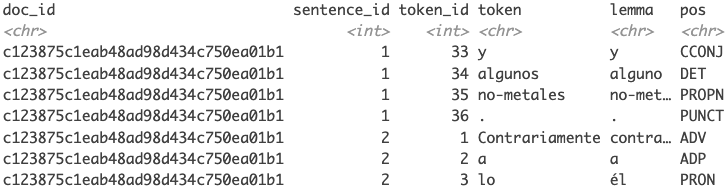 doc_id sentence_id token_id token lemma pos
<chr> <int> <int> <chr> <chr> <chr>
c123875c1eab48ad98d434c750ea01b1 1 33 y y CCONJ
c123875c1eab48ad98d434c750ea01b1 1 34 algunos alguno DET
c123875c1eab48ad98d434c750ea01b1 1 35 no-metales no-met… PROPN
c123875c1eab48ad98d434c750ea01b1 1 36 . . PUNCT
c123875c1eab48ad98d434c750ea01b1 2 1 Contrariamente contra… ADV
c123875c1eab48ad98d434c750ea01b1 2 2 a a ADP
c123875c1eab48ad98d434c750ea01b1 2 3 lo él PRON